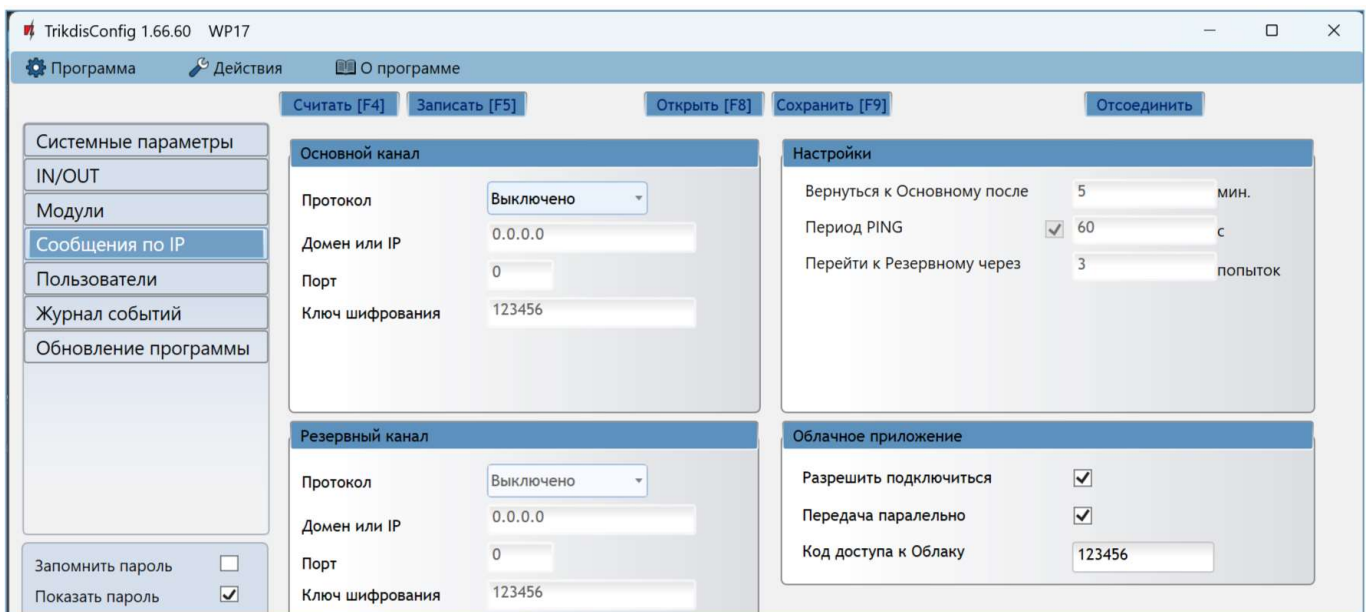 TrikdisConfig 1.66.60 WP17
Программа Действия О программе
Считать [F4] Записать [F5] Открыть [F8] Сохранить [F9] Отсоединить
Системные параметры
IN/OUT
Модули
Сообщения по IP
Пользователи
Журнал событий
Обновление программы
Запомнить пароль
Показать пароль
Основной канал
Протокол Выключено
Домен или IP 0.0.0.0
Порт 0
Ключ шифрования 123456
Резервный канал
Протокол Выключено
Домен или IP 0.0.0.0
Порт 0
Ключ шифрования 123456
Настройки
Вернуться к Основному после 5 мин.
Период PING 60 с
Перейти к Резервному через 3 попыток
Облачное приложение
Разрешить подключиться
Передача паралельно
Код доступа к Облаку 123456